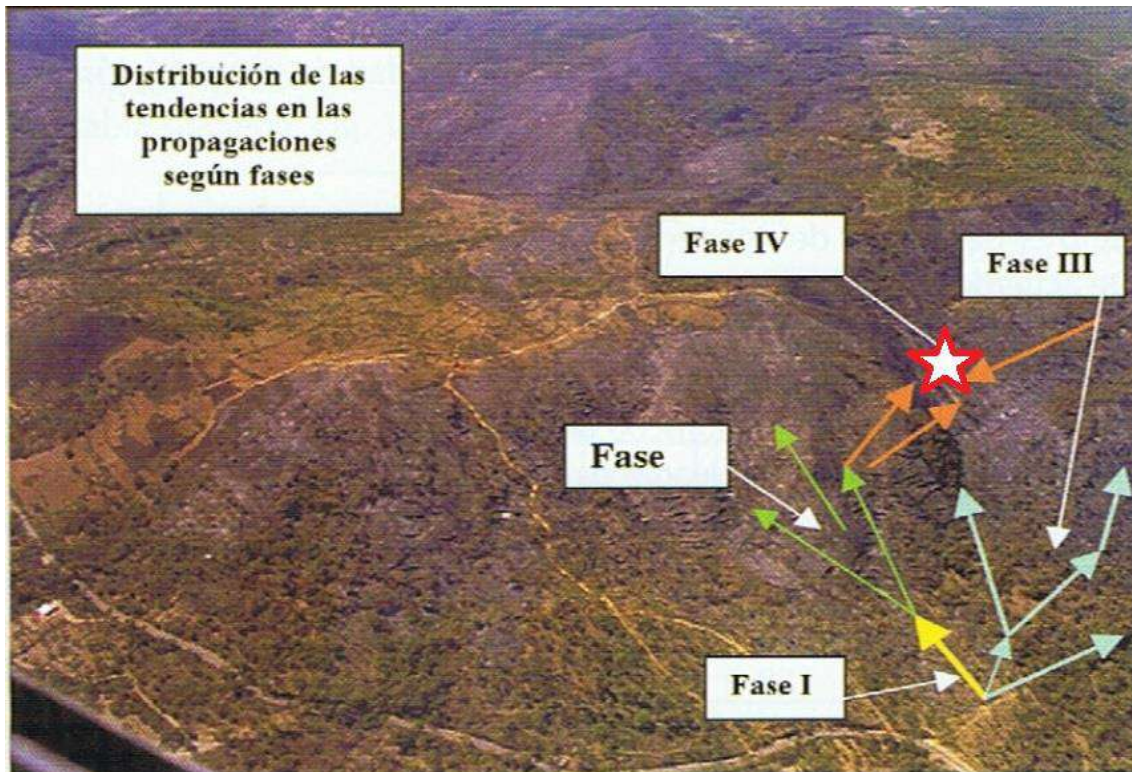 Distribución de las
tendencias en las
propagaciones
según fases
Fase IV
Fase III
Fase
Fase I